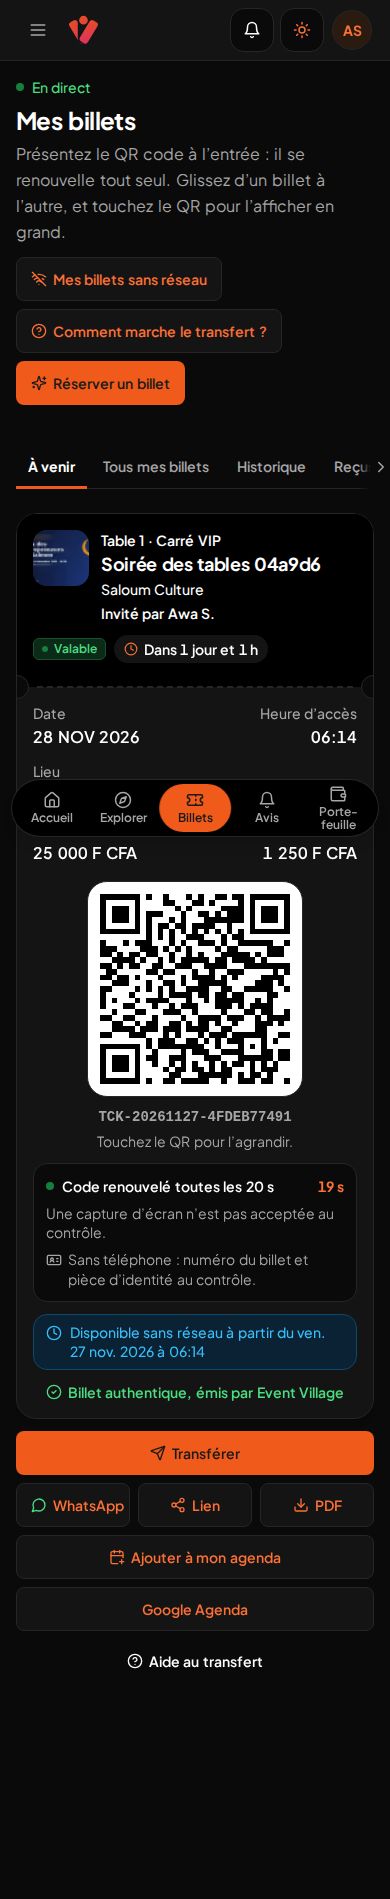 AS
En direct
Mes billets
Présentez le QR code à l’entrée : il se
renouvelle tout seul. Glissez d’un billet à
l’autre, et touchez le QR pour l’afficher en
grand.
Mes billets sans réseau
Comment marche le transfert ?
Réserver un billet
À venir
Tous mes billets
Historique
Reçus
Table 1 · Carré VIP
Soirée des tables 04a9d6
Saloum Culture
Invité par Awa S.
Valable
Dans 1 jour et 1 h
Date
Heure d’accès
28 NOV 2026
06:14
Lieu
Accueil
Explorer
Billets
Avis
Porte-
feuille
25 000 F CFA
1 250 F CFA
TCK-20261127-4FDEB77491
Touchez le QR pour l’agrandir.
Code renouvelé toutes les 20 s
19 s
Une capture d’écran n’est pas acceptée au
contrôle.
Sans téléphone : numéro du billet et
pièce d’identité au contrôle.
Disponible sans réseau à partir du ven.
27 nov. 2026 à 06:14
Billet authentique, émis par Event Village
Transférer
WhatsApp
Lien
PDF
Ajouter à mon agenda
Google Agenda
Aide au transfert